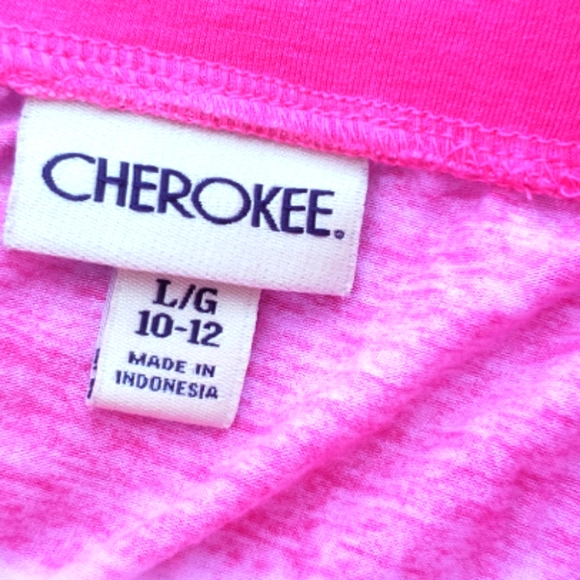 CHEROKEE®
L/G
10-12
MADE IN
INDONESIA